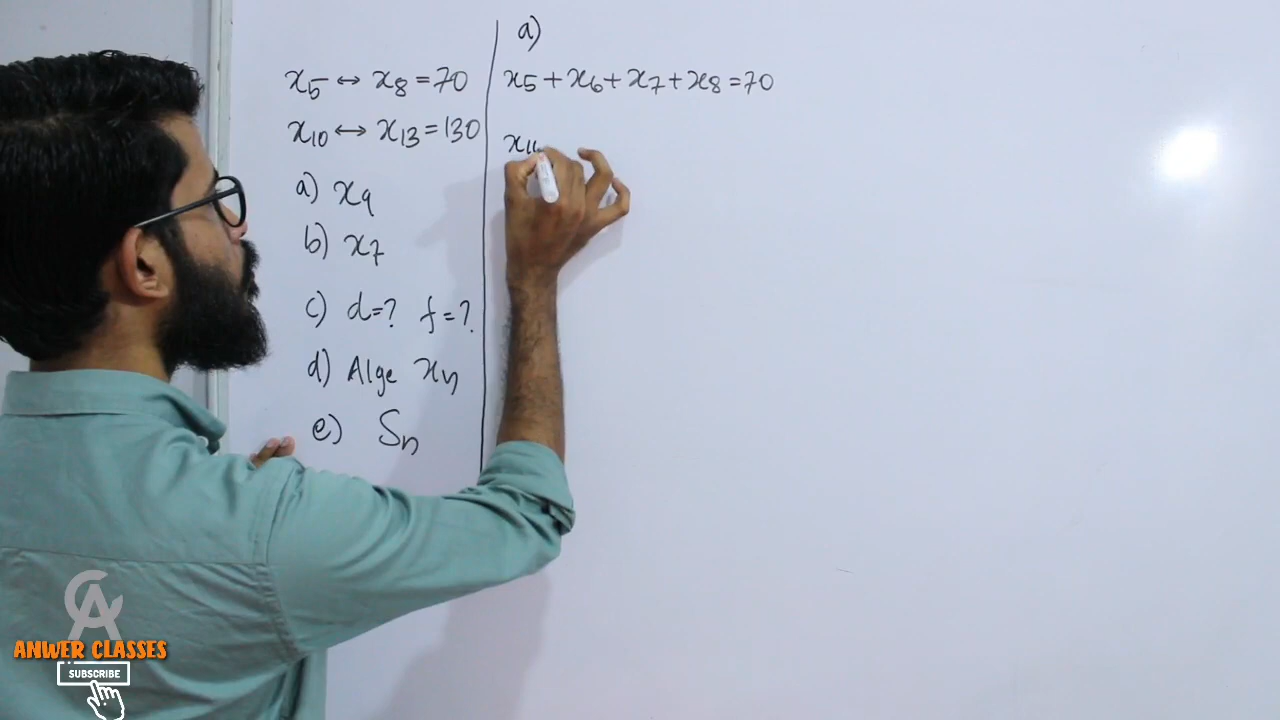 x₅ ↔ x₈ = 70
x₁₀ ↔ x₁₃ = 130
a) x₉
b) x₇
c) d=? f=?
d) Alge xₙ
e) Sₙ
a)
x₅ + x₆ + x₇ + x₈ = 70
ANWER CLASSES
SUBSCRIBE